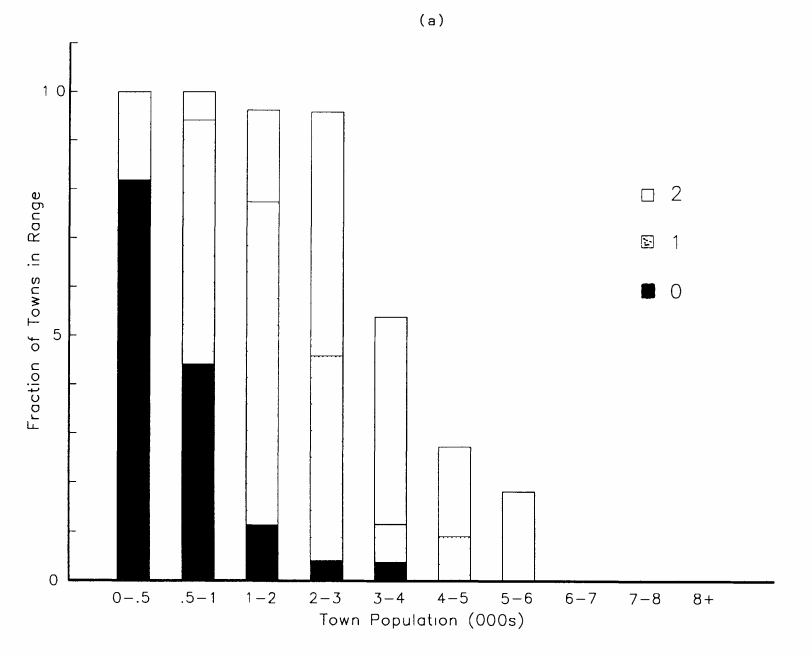 (a)
1 0
5
0
Fraction of Towns in Range
2
1
0
0-.5 .5-1 1-2 2-3 3-4 4-5 5-6 6-7 7-8 8+
Town Population (000s)